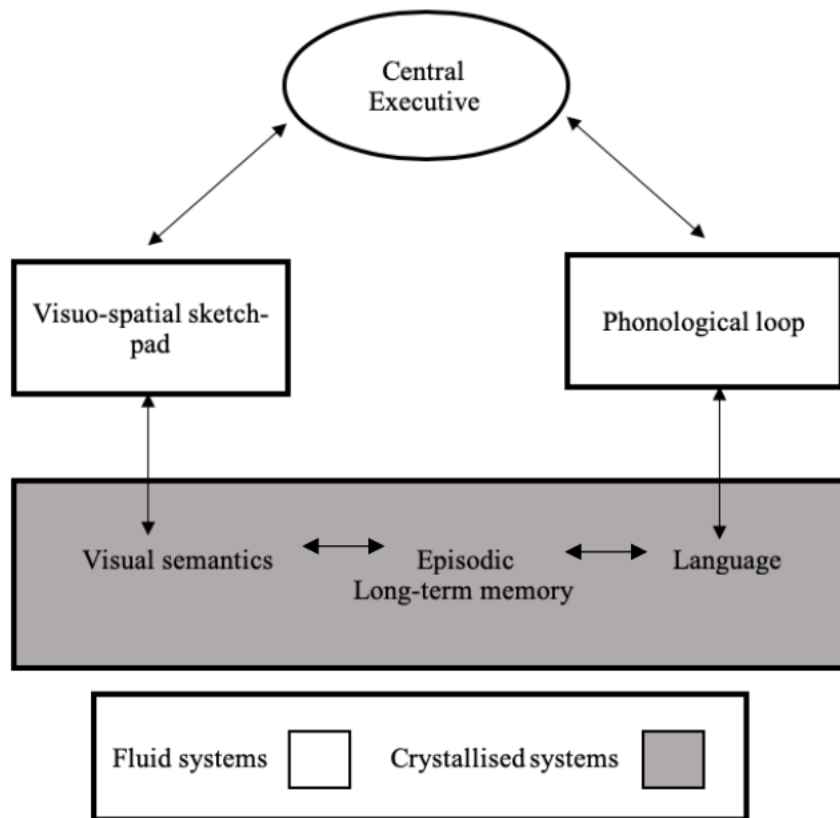 Central
Executive
Visuo-spatial sketch-
pad
Phonological loop
Visual semantics
Episodic
Long-term memory
Language
Fluid systems
Crystallised systems